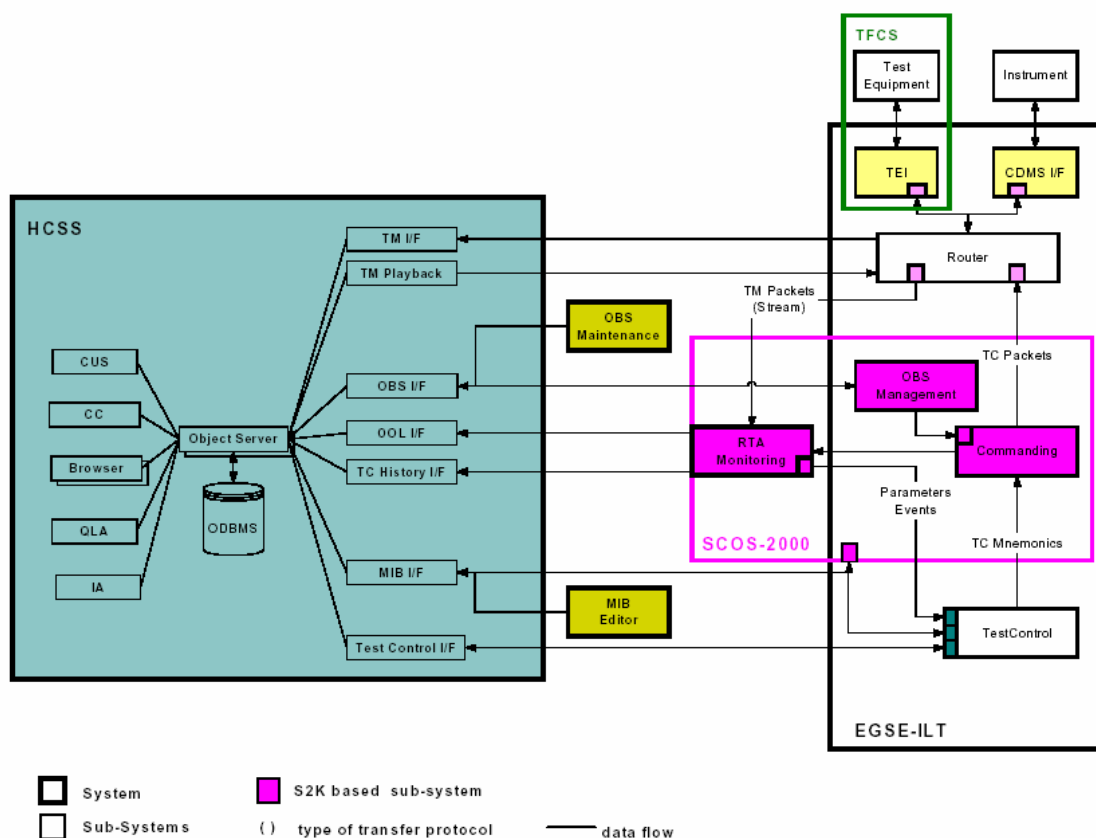 TFCS
Test
Equipment
Instrument
TEI
CDMS I/F
HCSS
TM I/F
Router
TM Playback
TM Packets
(Stream)
OBS
Maintenance
TC Packets
CUS
OBS I/F
OBS
Management
CC
Object Server
OOL I/F
RTA
Monitoring
Commanding
Browser
TC History I/F
Parameters
Events
QLA
ODBMS
SCOS-2000
TC Mnemonics
IA
MIB I/F
MIB
Editor
TestControl
Test Control I/F
EGSE-ILT
System
S2K based sub-system
Sub-Systems
( ) type of transfer protocol
data flow